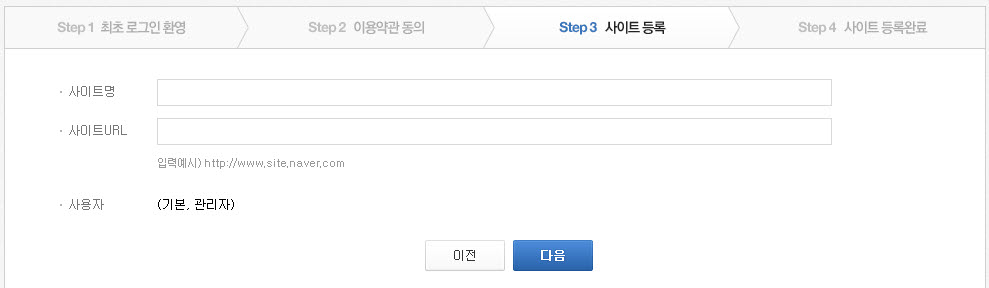 Step 1 최초 로그인 환영 Step 2 이용약관 동의 Step 3 사이트 등록 Step 4 사이트 등록완료
· 사이트명
· 사이트URL
입력예시) http://www.site.naver.com
· 사용자 (기본, 관리자)
이전 다음